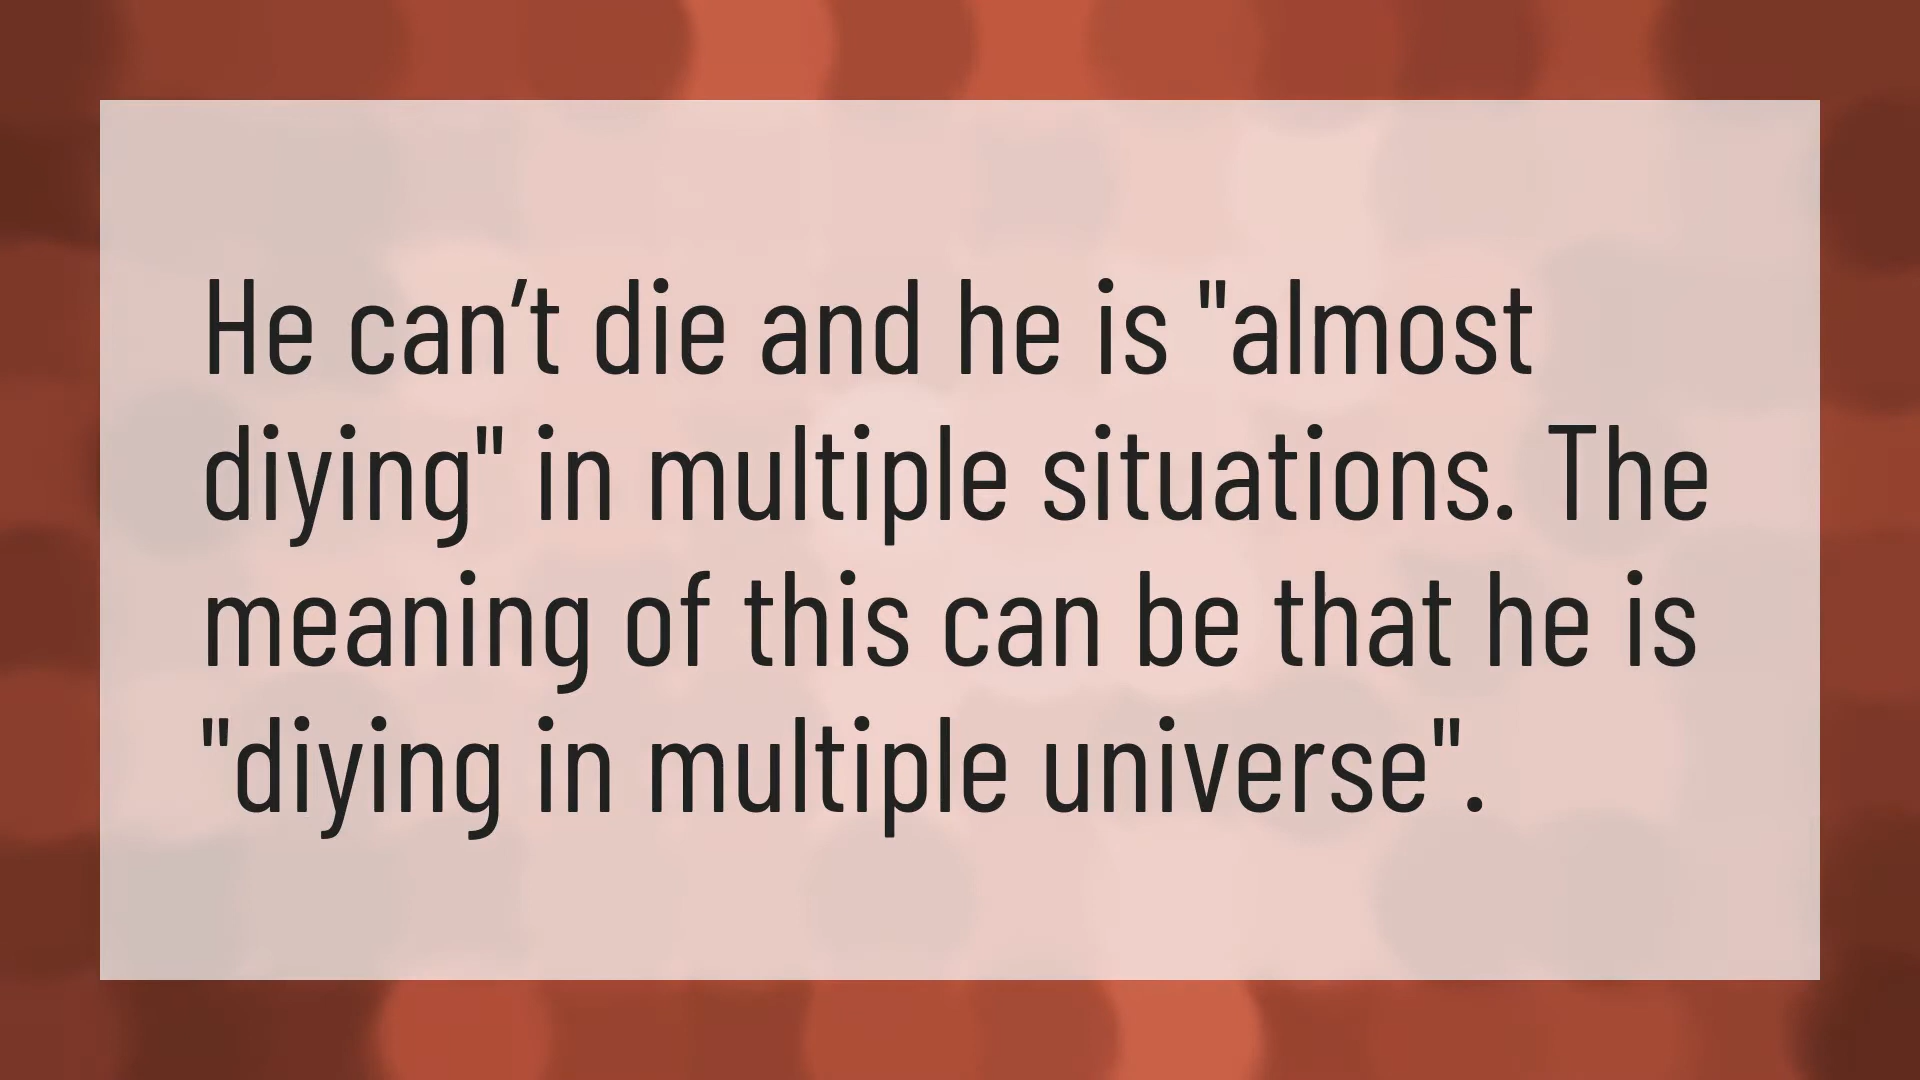 He can’t die and he is "almost
diying" in multiple situations. The
meaning of this can be that he is
"diying in multiple universe".